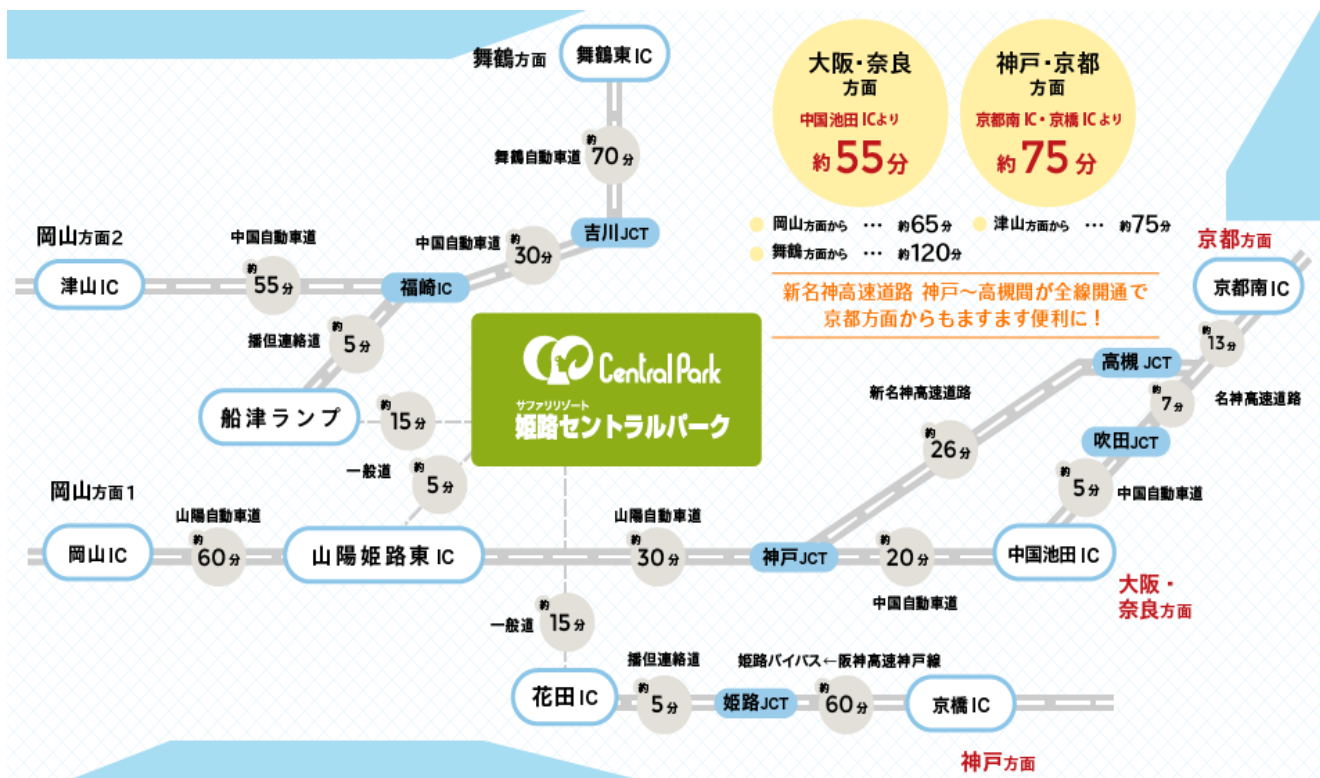 舞鶴方面
舞鶴東IC
約70分
舞鶴自動車道
吉川JCT
大阪・奈良
方面
中国池田ICより
約55分
神戸・京都
方面
京都南IC・京橋ICより
約75分
岡山方面から … 約65分
津山方面から … 約75分
舞鶴方面から … 約120分
新名神高速道路 神戸～高槻間が全線開通で
京都方面からもますます便利に!
岡山方面2
津山IC
中国自動車道
約55分
福崎IC
中国自動車道
約30分
播但連絡道
約5分
船津ランプ
約15分
一般道
約5分
Central Park
サファリリゾート
姫路セントラルパーク
京都方面
京都南IC
約13分
高槻JCT
約7分
名神高速道路
新名神高速道路
約26分
吹田JCT
約5分
中国自動車道
岡山方面1
岡山IC
山陽自動車道
約60分
山陽姫路東IC
山陽自動車道
約30分
神戸JCT
約20分
中国自動車道
中国池田IC
大阪・
奈良方面
一般道
約15分
花田IC
播但連絡道
約5分
姫路JCT
姫路バイパス←阪神高速神戸線
約60分
京橋IC
神戸方面